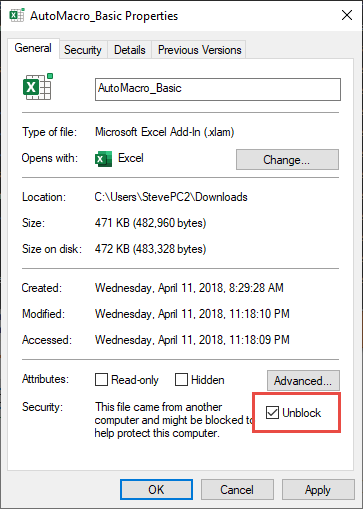 AutoMacro_Basic Properties
General Security Details Previous Versions
AutoMacro_Basic
Type of file: Microsoft Excel Add-In (.xlam)
Opens with: Excel Change...
Location: C:\Users\StevePC2\Downloads
Size: 471 KB (482,960 bytes)
Size on disk: 472 KB (483,328 bytes)
Created: Wednesday, April 11, 2018, 8:29:28 AM
Modified: Wednesday, April 11, 2018, 11:18:10 PM
Accessed: Wednesday, April 11, 2018, 11:18:09 PM
Attributes: Read-only Hidden Advanced...
Security: This file came from another
computer and might be blocked to Unblock
help protect this computer.
OK Cancel Apply